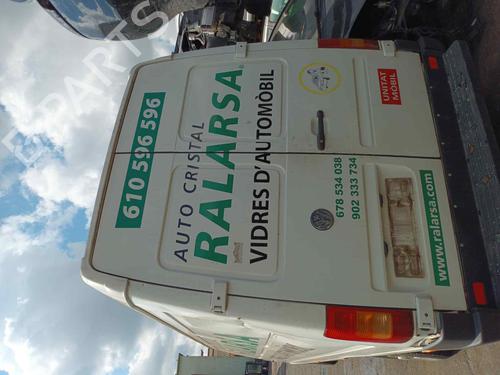 610 596 596
AUTO CRISTAL
RALARSA
VIDRES D'AUTOMÒBIL
UNITAT
MÒBIL
678 534 038
902 333 734
www.ralarsa.com